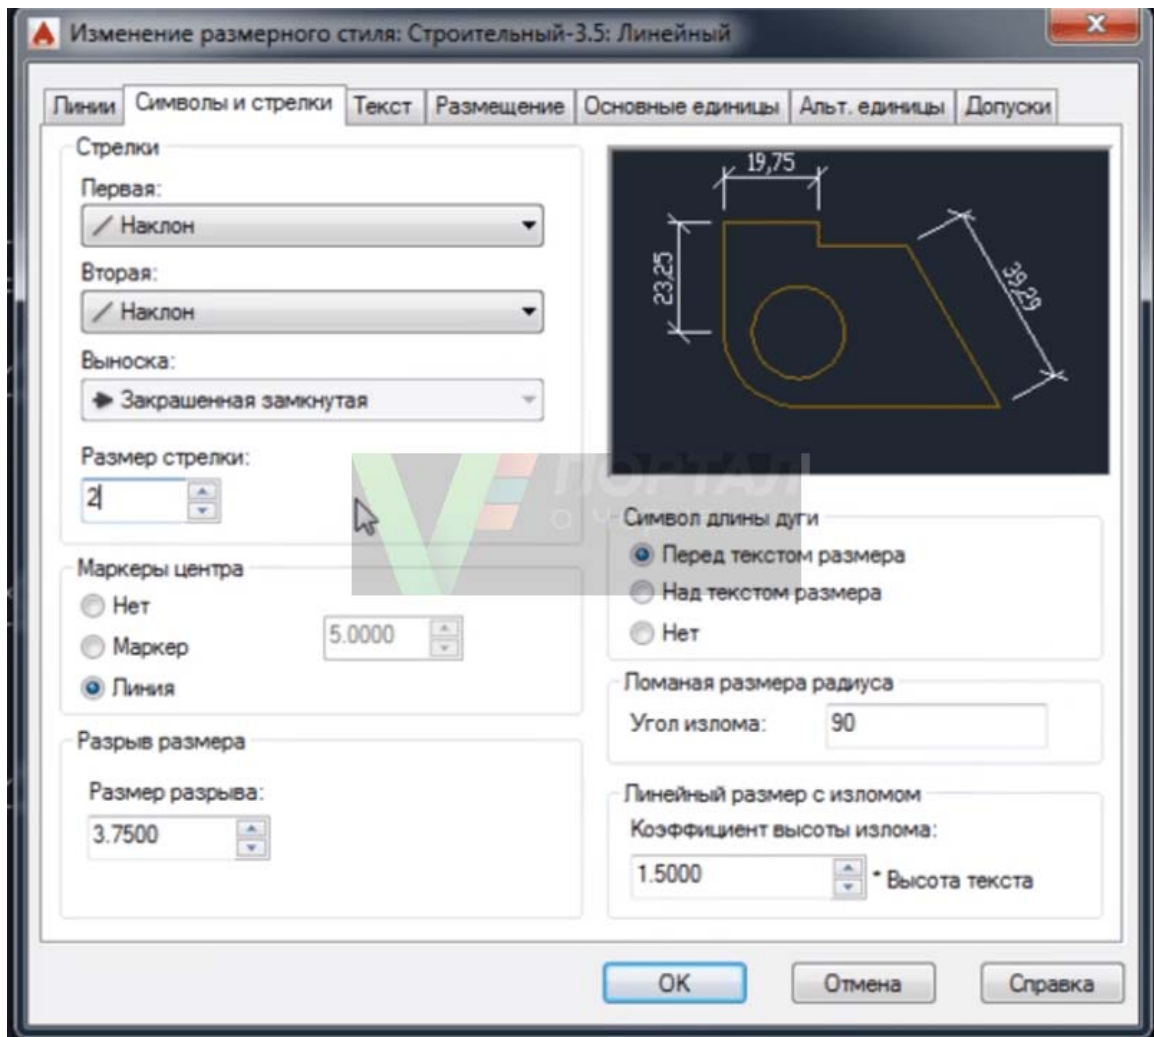 Изменение размерного стиля: Строительный-3.5: Линейный
Линии Символы и стрелки Текст Размещение Основные единицы Альт. единицы Допуски
Стрелки
Первая:
Наклон
Вторая:
Наклон
Выноска:
Закрашенная замкнутая
Размер стрелки:
2
Маркеры центра
Нет
Маркер
5.0000
Линия
Разрыв размера
Размер разрыва:
3.7500
19,75
23,25
39,29
ПОРТАЛ
О Ч
Символ длины дуги
Перед текстом размера
Над текстом размера
Нет
Ломаная размера радиуса
Угол излома:
90
Линейный размер с изломом
Коэффициент высоты излома:
1.5000 * Высота текста
OK Отмена Справка